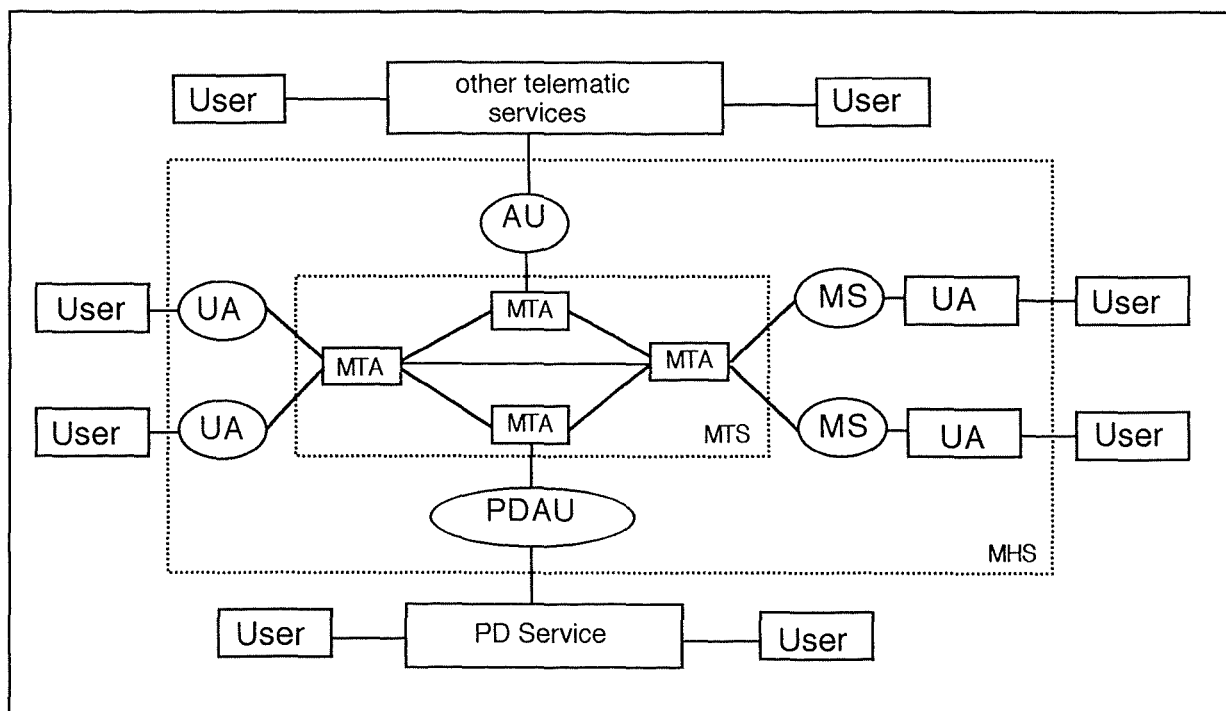 other telematic
services
User
User
AU
User
UA
MTA
MS
UA
User
MTA
MTA
User
UA
MTA
MTS
MS
UA
User
PDAU
MHS
User
PD Service
User